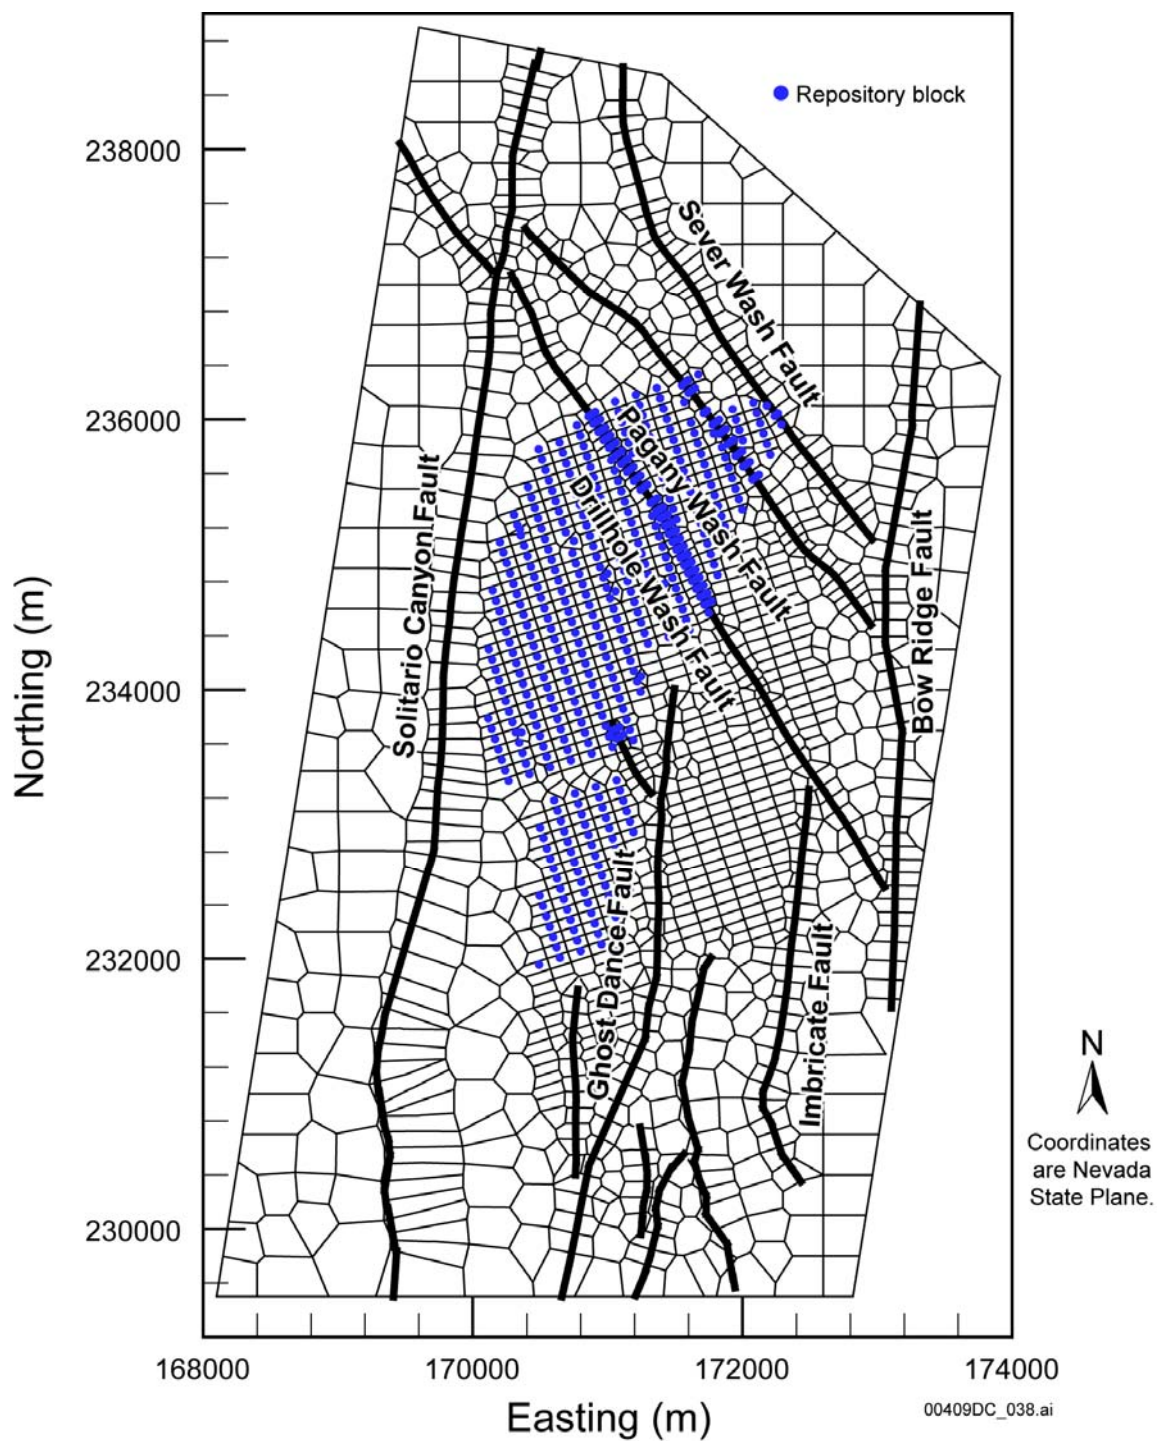 Repository block
238000
236000
234000
232000
230000
Northing (m)
Sever Wash Fault
Pagany Wash Fault
Drillhole Wash Fault
Solitario Canyon Fault
Bow Ridge Fault
Ghost Dance Fault
Imbricate Fault
N
Coordinates
are Nevada
State Plane.
168000
170000
172000
174000
Easting (m)
00409DC_038.ai